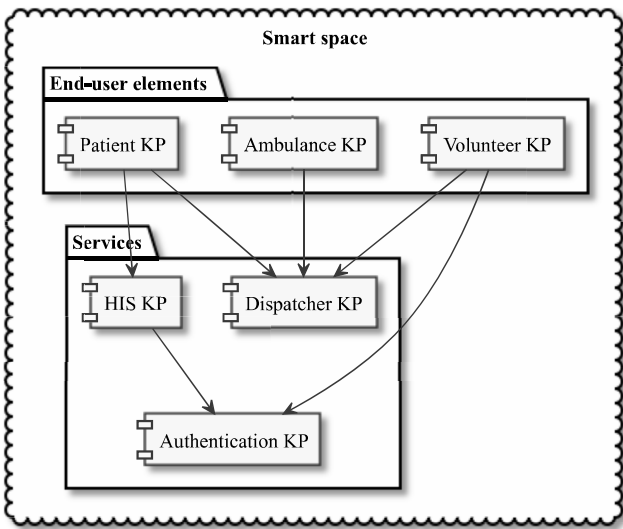 Smart space
End-user elements
Patient KP
Ambulance KP
Volunteer KP
Services
HIS KP
Dispatcher KP
Authentication KP